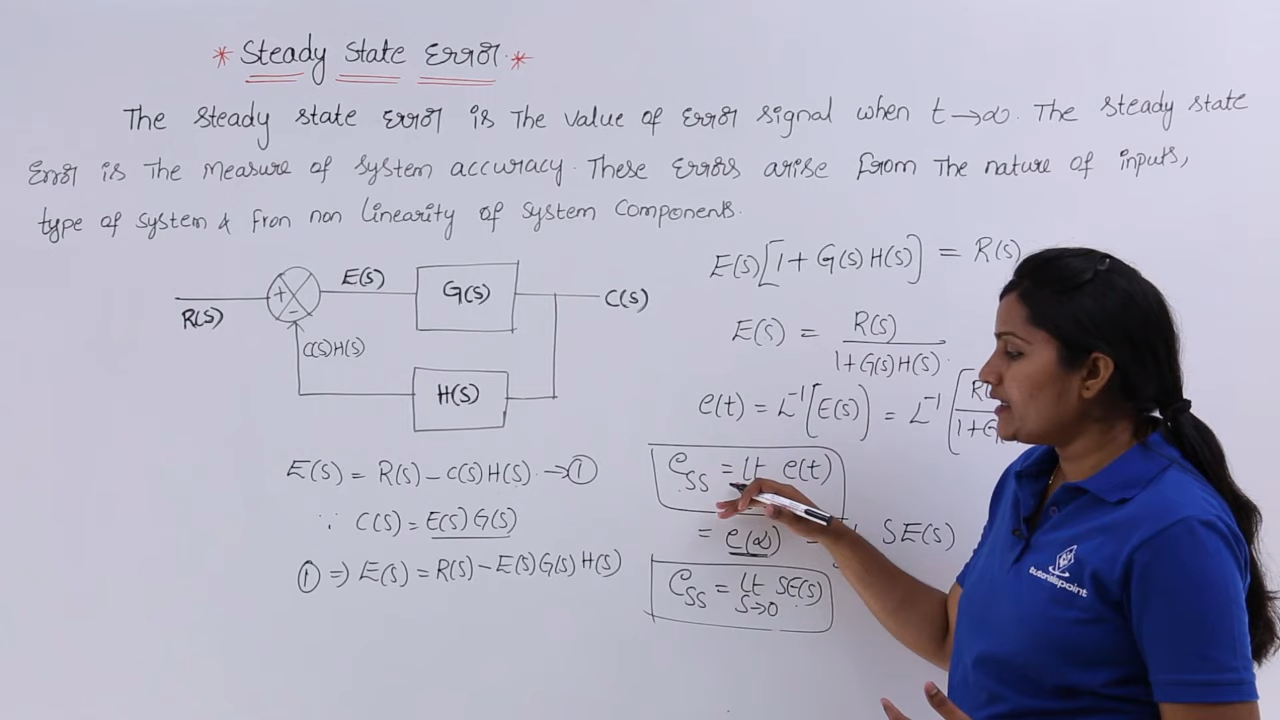 * Steady State Error *
The steady state Error is The value of Error signal when t→∞. The steady state
Error is The measure of system accuracy. These Errors arise from The nature of inputs,
type of system & from non linearity of system Components.
R(S)
+
-
E(S)
G(S)
C(S)
C(S)H(S)
H(S)
E(S) = R(S) - C(S)H(S) → ①
∵ C(S) = E(S)G(S)
① ⇒ E(S) = R(S) - E(S)G(S)H(S)
E(S)[1 + G(S)H(S)] = R(S)
E(S) = R(S) / 1+G(S)H(S)
e(t) = L⁻¹[E(S)] = L⁻¹[
eSS = Lt e(t)
= e(∞) = SE(S)
eSS = Lt S→0 SE(S)
tutorialspoint